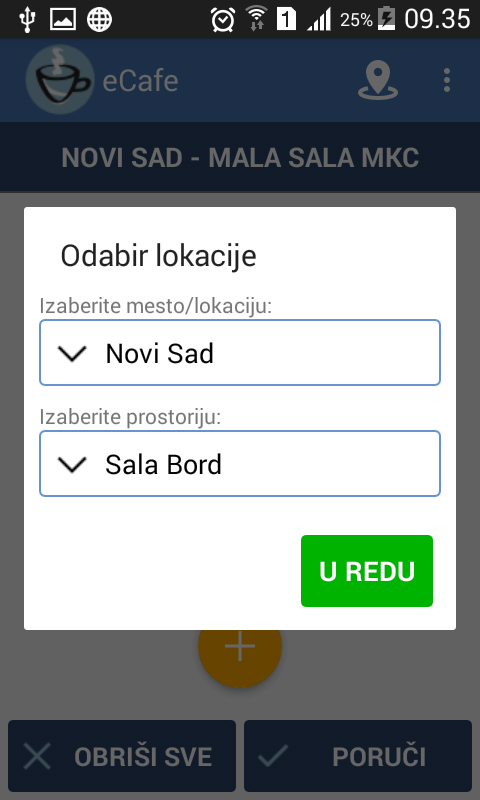 1 25% 09.35
eCafe
NOVI SAD - MALA SALA MKC
Odabir lokacije
Izaberite mesto/lokaciju:
Novi Sad
Izaberite prostoriju:
Sala Bord
U REDU
OBRIŠI SVE PORUČI